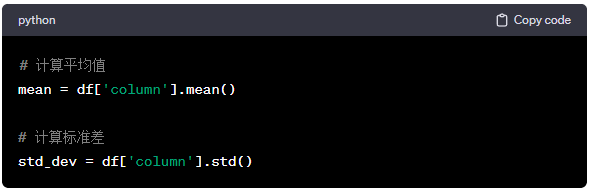 python
Copy code
# 计算平均值
mean = df['column'].mean()
# 计算标准差
std_dev = df['column'].std()